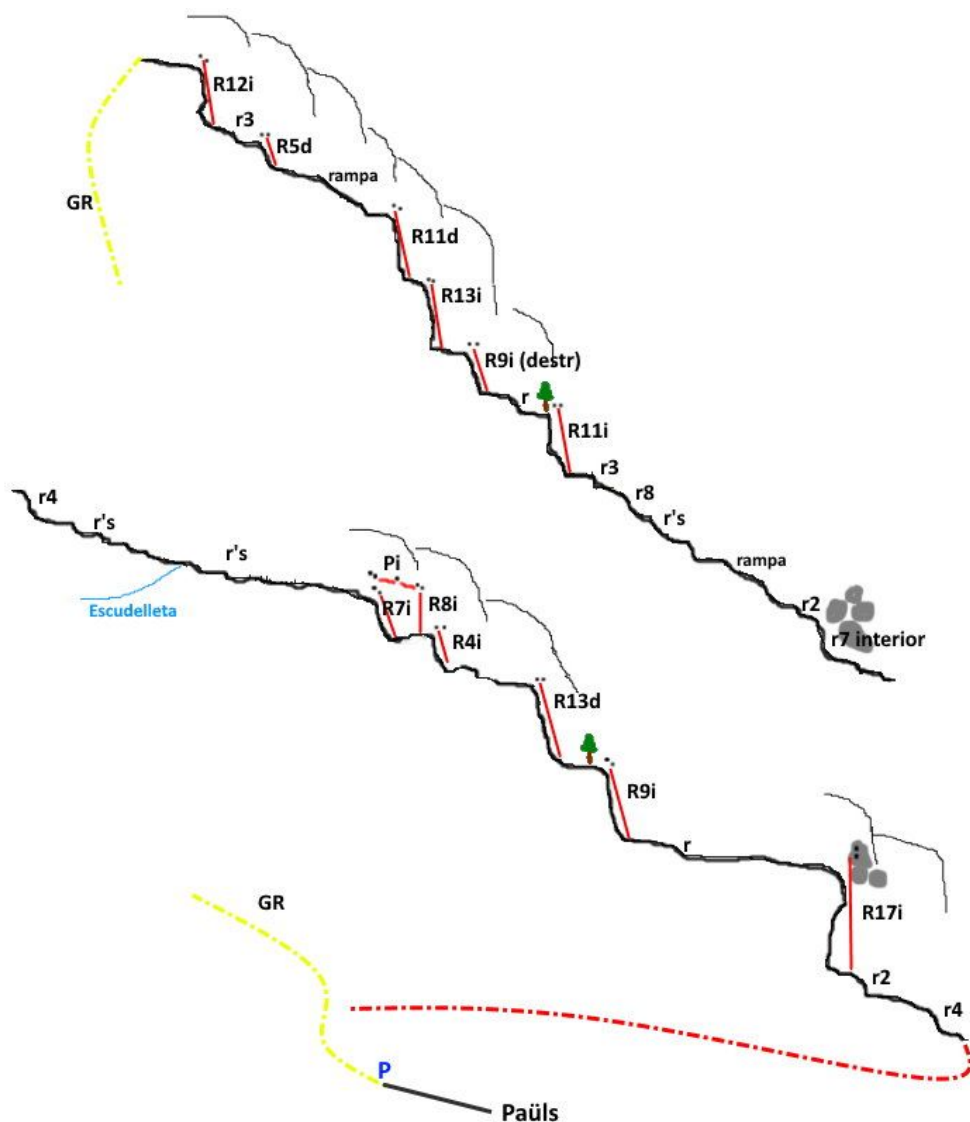 R12i
r3
R5d
rampa
GR
R11d
R13i
R9i (destr)
r
R11i
r3
r8
r's
rampa
r2
r7 interior
r4
r's
r's
Escudelleta
Pi
R7i
R8i
R4i
R13d
R9i
r
R17i
r2
r4
GR
P
Paüls